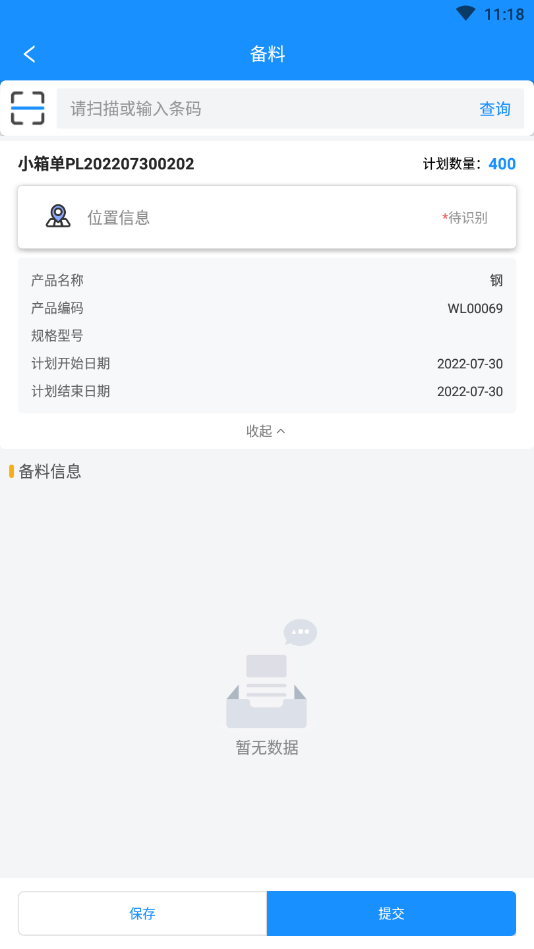 11:18
备料
请扫描或输入条码
查询
小箱单PL202207300202
计划数量：400
位置信息
*待识别
产品名称
钢
产品编码
WL00069
规格型号
计划开始日期
2022-07-30
计划结束日期
2022-07-30
收起
备料信息
暂无数据
保存
提交